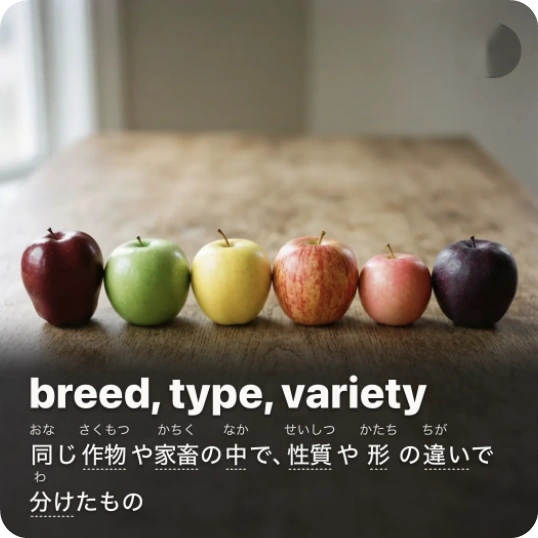 breed, type, variety
おな さくもつ かちく なか せいしつ かたち ちが
同じ作物や家畜の中で、性質や形の違いで
わ
分けたもの